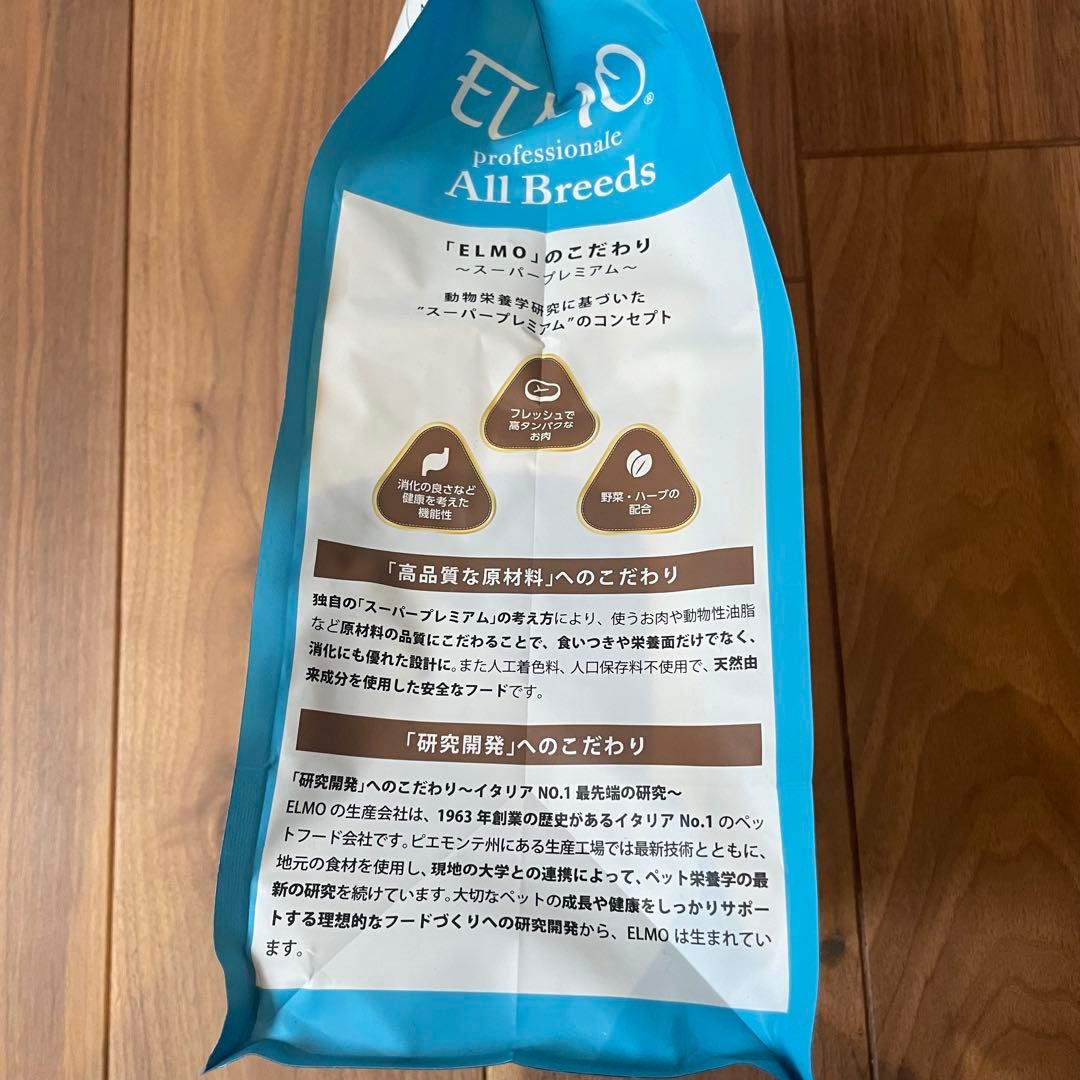 ELMO®
professionale
All Breeds
「ELMO」のこだわり
～スーパープレミアム～
動物栄養学研究に基づいた
"スーパープレミアム"のコンセプト
フレッシュで
高タンパクな
お肉
消化の良さなど
健康を考えた
機能性
野菜・ハーブの
配合
「高品質な原材料」へのこだわり
独自の「スーパープレミアム」の考え方により、使うお肉や動物性油脂
など原材料の品質にこだわることで、食いつきや栄養面だけでなく、
消化にも優れた設計に。また人工着色料、人口保存料不使用で、天然由
来成分を使用した安全なフードです。
「研究開発」へのこだわり
「研究開発」へのこだわり～イタリア NO.1 最先端の研究～
ELMO の生産会社は、1963 年創業の歴史があるイタリア No.1 のペッ
トフード会社です。ピエモンテ州にある生産工場では最新技術とともに、
地元の食材を使用し、現地の大学との連携によって、ペット栄養学の最
新の研究を続けています。大切なペットの成長や健康をしっかりサポー
トする理想的なフードづくりへの研究開発から、ELMO は生まれてい
ます。